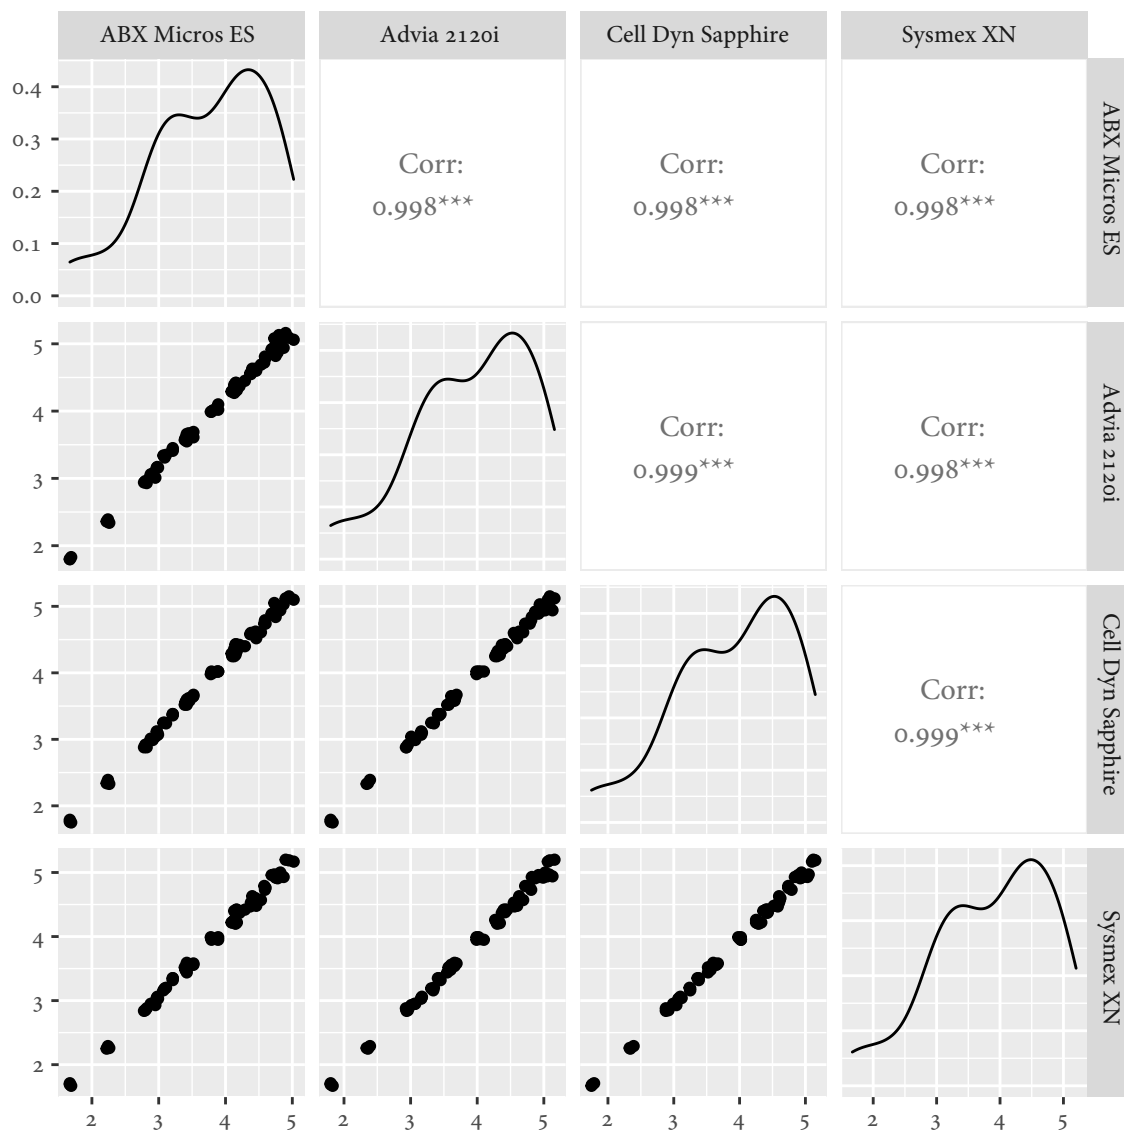 ABX Micros ES
Advia 2120i
Cell Dyn Sapphire
Sysmex XN
0.4
0.3
0.2
0.1
0.0
Corr:
0.998***
Corr:
0.998***
Corr:
0.998***
ABX Micros ES
5
4
3
2
Corr:
0.999***
Corr:
0.998***
Advia 2120i
5
4
3
2
Corr:
0.999***
Cell Dyn Sapphire
5
4
3
2
Sysmex XN
2 3 4 5
2 3 4 5
2 3 4 5
2 3 4 5